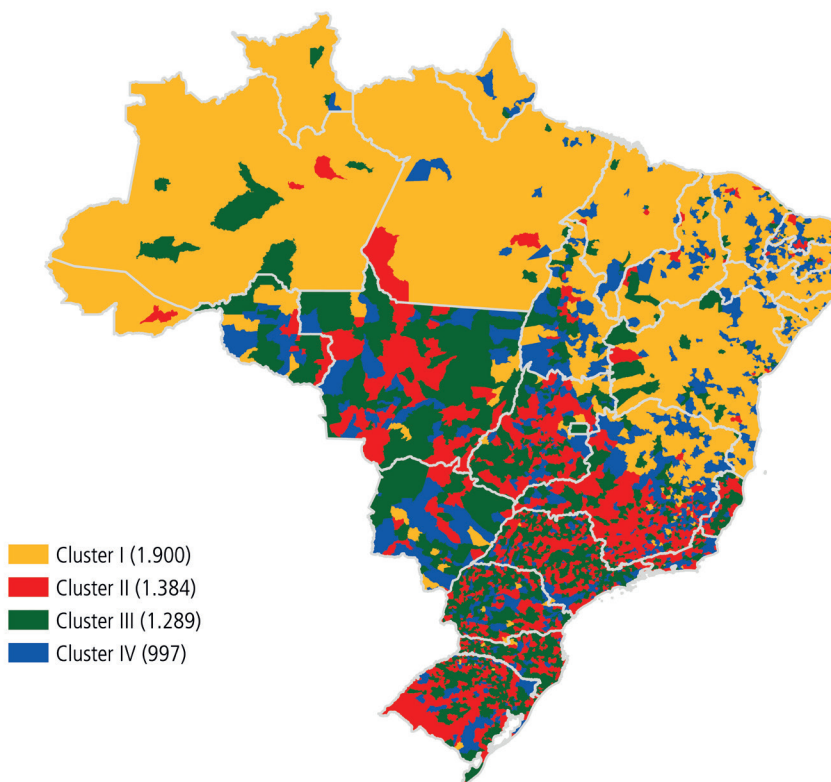 Cluster I (1.900)
Cluster II (1.384)
Cluster III (1.289)
Cluster IV (997)